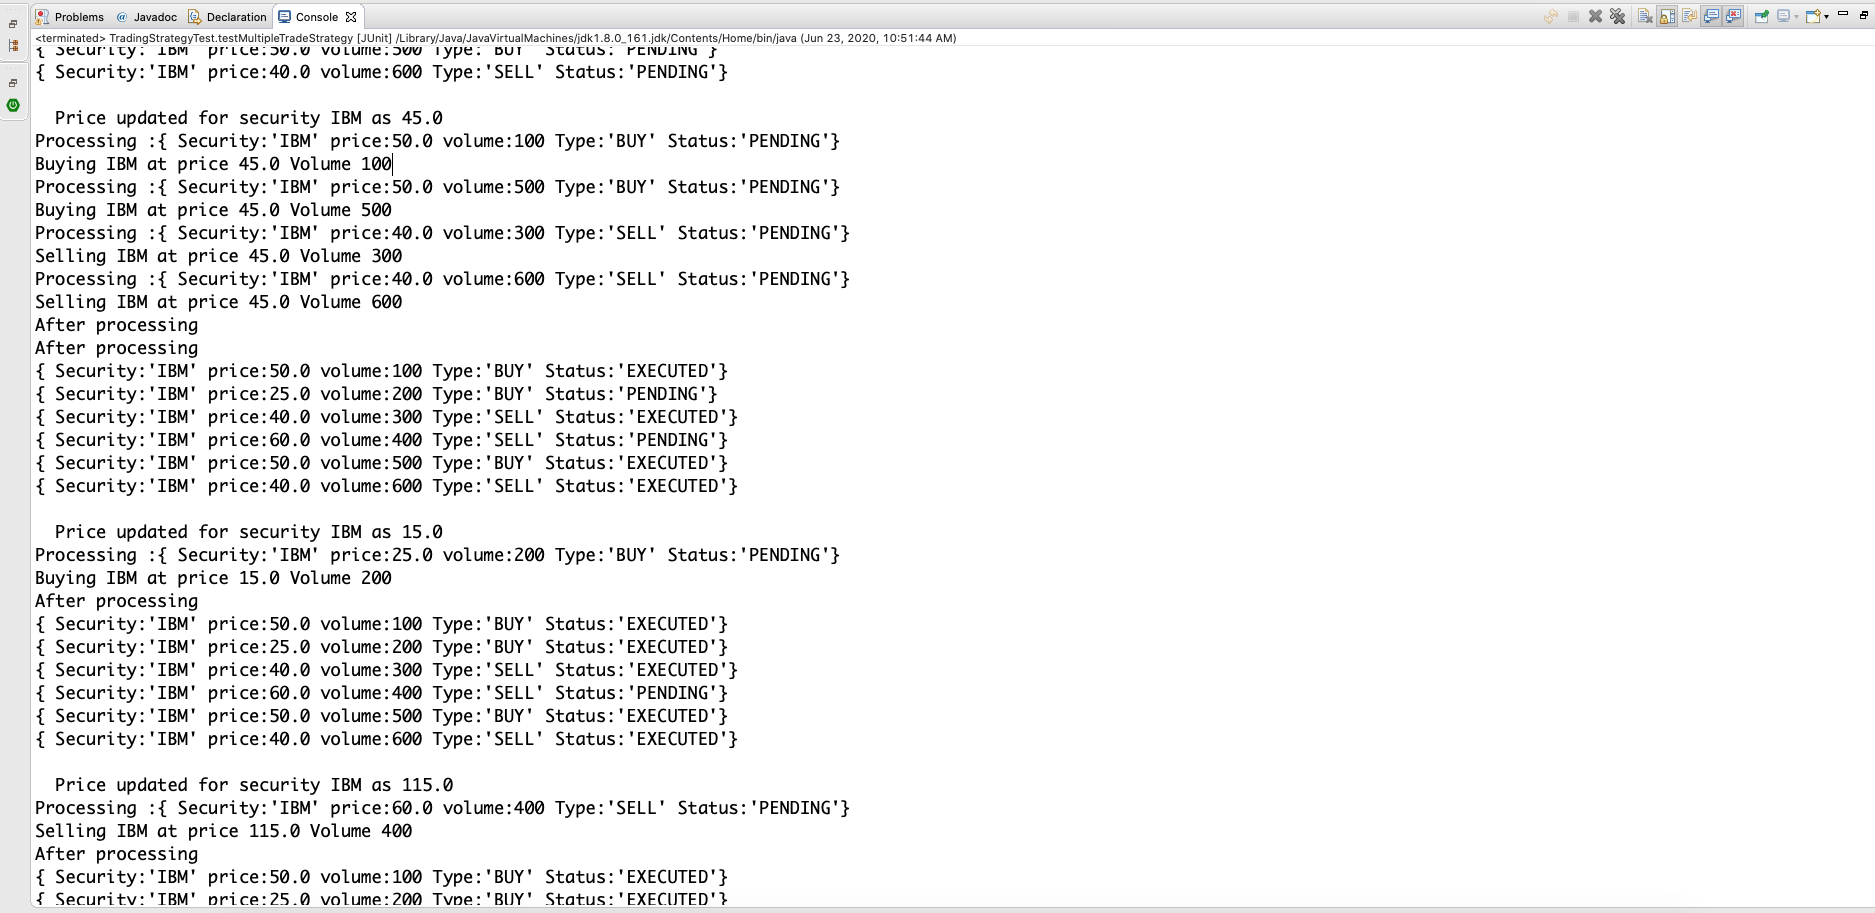 Problems @ Javadoc Declaration Console
<terminated> TradingStrategyTest.testMultipleTradeStrategy [JUnit] /Library/Java/JavaVirtualMachines/jdk1.8.0_161.jdk/Contents/Home/bin/java (Jun 23, 2020, 10:51:44 AM)
{ Security:'IBM' price:50.0 volume:500 Type:'BUY' Status:'PENDING'}
{ Security:'IBM' price:40.0 volume:600 Type:'SELL' Status:'PENDING'}
Price updated for security IBM as 45.0
Processing :{ Security:'IBM' price:50.0 volume:100 Type:'BUY' Status:'PENDING'}
Buying IBM at price 45.0 Volume 100
Processing :{ Security:'IBM' price:50.0 volume:500 Type:'BUY' Status:'PENDING'}
Buying IBM at price 45.0 Volume 500
Processing :{ Security:'IBM' price:40.0 volume:300 Type:'SELL' Status:'PENDING'}
Selling IBM at price 45.0 Volume 300
Processing :{ Security:'IBM' price:40.0 volume:600 Type:'SELL' Status:'PENDING'}
Selling IBM at price 45.0 Volume 600
After processing
After processing
{ Security:'IBM' price:50.0 volume:100 Type:'BUY' Status:'EXECUTED'}
{ Security:'IBM' price:25.0 volume:200 Type:'BUY' Status:'PENDING'}
{ Security:'IBM' price:40.0 volume:300 Type:'SELL' Status:'EXECUTED'}
{ Security:'IBM' price:60.0 volume:400 Type:'SELL' Status:'PENDING'}
{ Security:'IBM' price:50.0 volume:500 Type:'BUY' Status:'EXECUTED'}
{ Security:'IBM' price:40.0 volume:600 Type:'SELL' Status:'EXECUTED'}
Price updated for security IBM as 15.0
Processing :{ Security:'IBM' price:25.0 volume:200 Type:'BUY' Status:'PENDING'}
Buying IBM at price 15.0 Volume 200
After processing
{ Security:'IBM' price:50.0 volume:100 Type:'BUY' Status:'EXECUTED'}
{ Security:'IBM' price:25.0 volume:200 Type:'BUY' Status:'EXECUTED'}
{ Security:'IBM' price:40.0 volume:300 Type:'SELL' Status:'EXECUTED'}
{ Security:'IBM' price:60.0 volume:400 Type:'SELL' Status:'PENDING'}
{ Security:'IBM' price:50.0 volume:500 Type:'BUY' Status:'EXECUTED'}
{ Security:'IBM' price:40.0 volume:600 Type:'SELL' Status:'EXECUTED'}
Price updated for security IBM as 115.0
Processing :{ Security:'IBM' price:60.0 volume:400 Type:'SELL' Status:'PENDING'}
Selling IBM at price 115.0 Volume 400
After processing
{ Security:'IBM' price:50.0 volume:100 Type:'BUY' Status:'EXECUTED'}
{ Security:'IBM' price:25.0 volume:200 Type:'BUY' Status:'EXECUTED'}